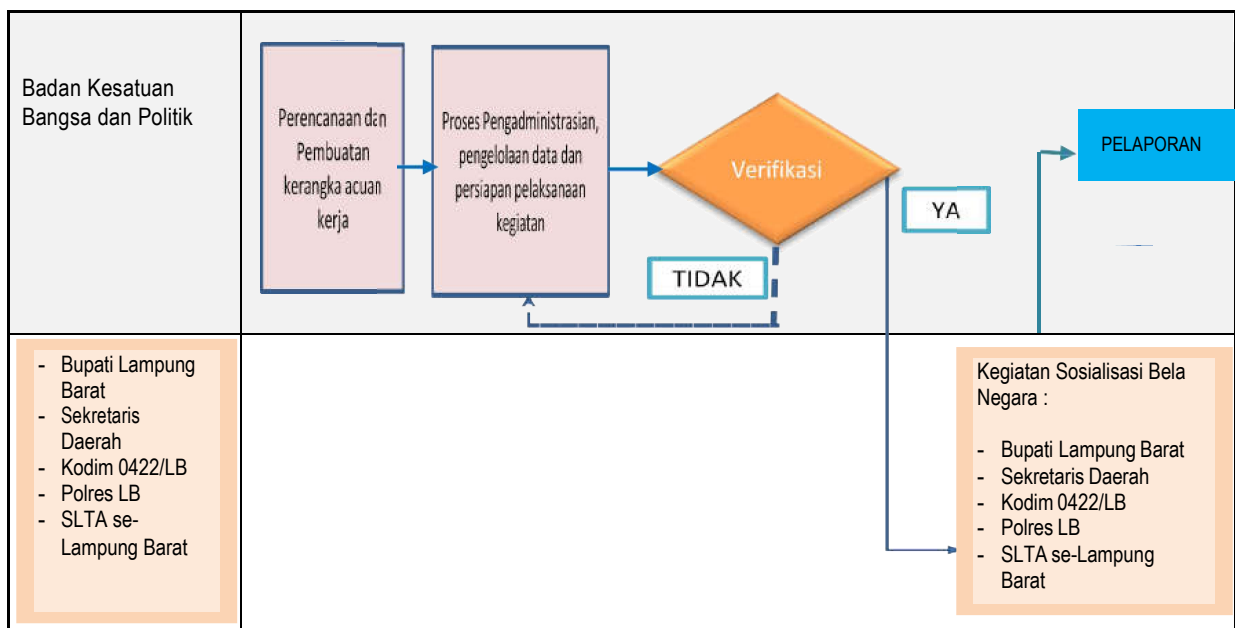 Badan Kesatuan
Bangsa dan Politik
Perencanaan dan
Pembuatan
kerangka acuan
kerja
Proses Pengadministrasian,
pengelolaan data dan
persiapan pelaksanaan
kegiatan
Verifikasi
YA
TIDAK
PELAPORAN
- Bupati Lampung
Barat
- Sekretaris
Daerah
- Kodim 0422/LB
- Polres LB
- SLTA se-
Lampung Barat
Kegiatan Sosialisasi Bela
Negara :
- Bupati Lampung Barat
- Sekretaris Daerah
- Kodim 0422/LB
- Polres LB
- SLTA se-Lampung
Barat